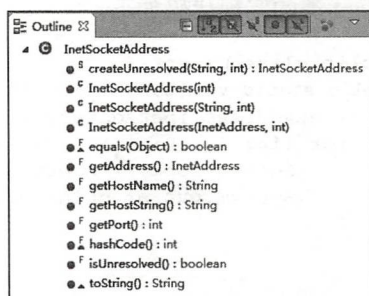 Outline
InetSocketAddress
S createUnresolved(String, int) : InetSocketAddress
C InetSocketAddress(int)
C InetSocketAddress(String, int)
C InetSocketAddress(InetAddress, int)
F equals(Object) : boolean
F getAddress() : InetAddress
F getHostName() : String
F getHostString() : String
F getPort() : int
F hashCode() : int
F isUnresolved() : boolean
toString() : String